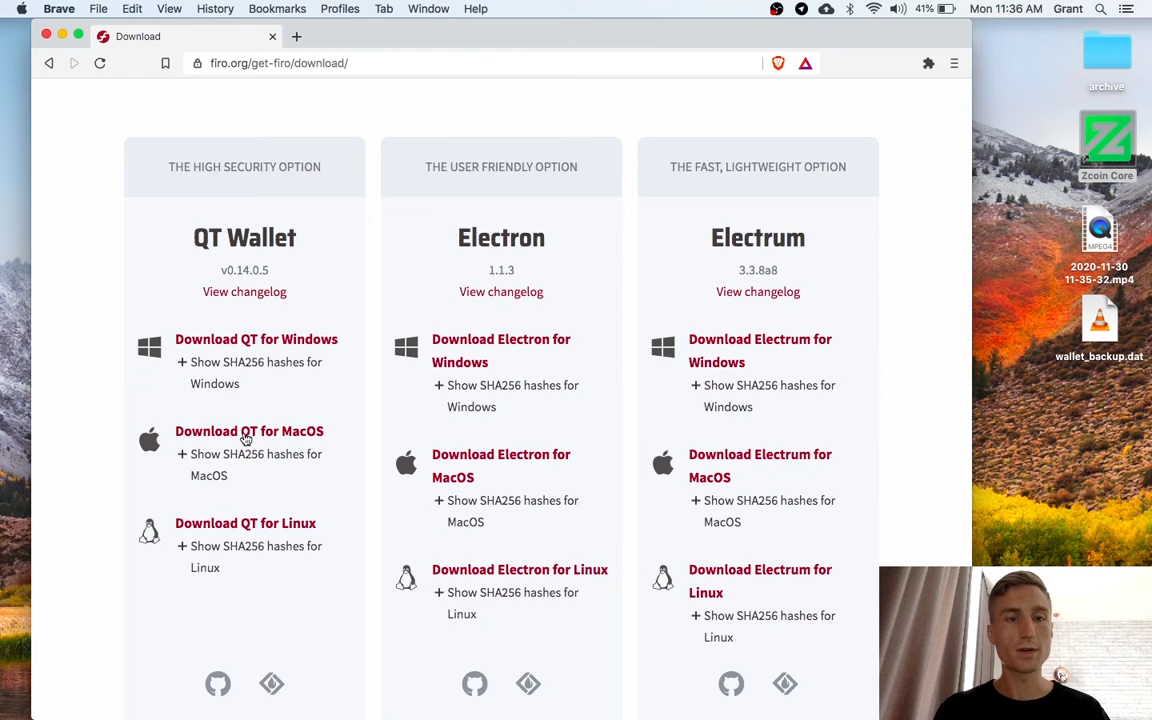 Brave File Edit View History Bookmarks Profiles Tab Window Help 41% Mon 11:36 AM Grant
Download
firo.org/get-firo/download/
archive
Zcoin Core
MPEG4
2020-11-30
11-35-32.mp4
wallet_backup.dat
THE HIGH SECURITY OPTION
QT Wallet
v0.14.0.5
View changelog
Download QT for Windows
+ Show SHA256 hashes for
Windows
Download QT for MacOS
+ Show SHA256 hashes for
MacOS
Download QT for Linux
+ Show SHA256 hashes for
Linux
THE USER FRIENDLY OPTION
Electron
1.1.3
View changelog
Download Electron for
Windows
+ Show SHA256 hashes for
Windows
Download Electron for
MacOS
+ Show SHA256 hashes for
MacOS
Download Electron for Linux
+ Show SHA256 hashes for
Linux
THE FAST, LIGHTWEIGHT OPTION
Electrum
3.3.8a8
View changelog
Download Electrum for
Windows
+ Show SHA256 hashes for
Windows
Download Electrum for
MacOS
+ Show SHA256 hashes for
MacOS
Download Electrum for
Linux
+ Show SHA256 hashes for
Linux